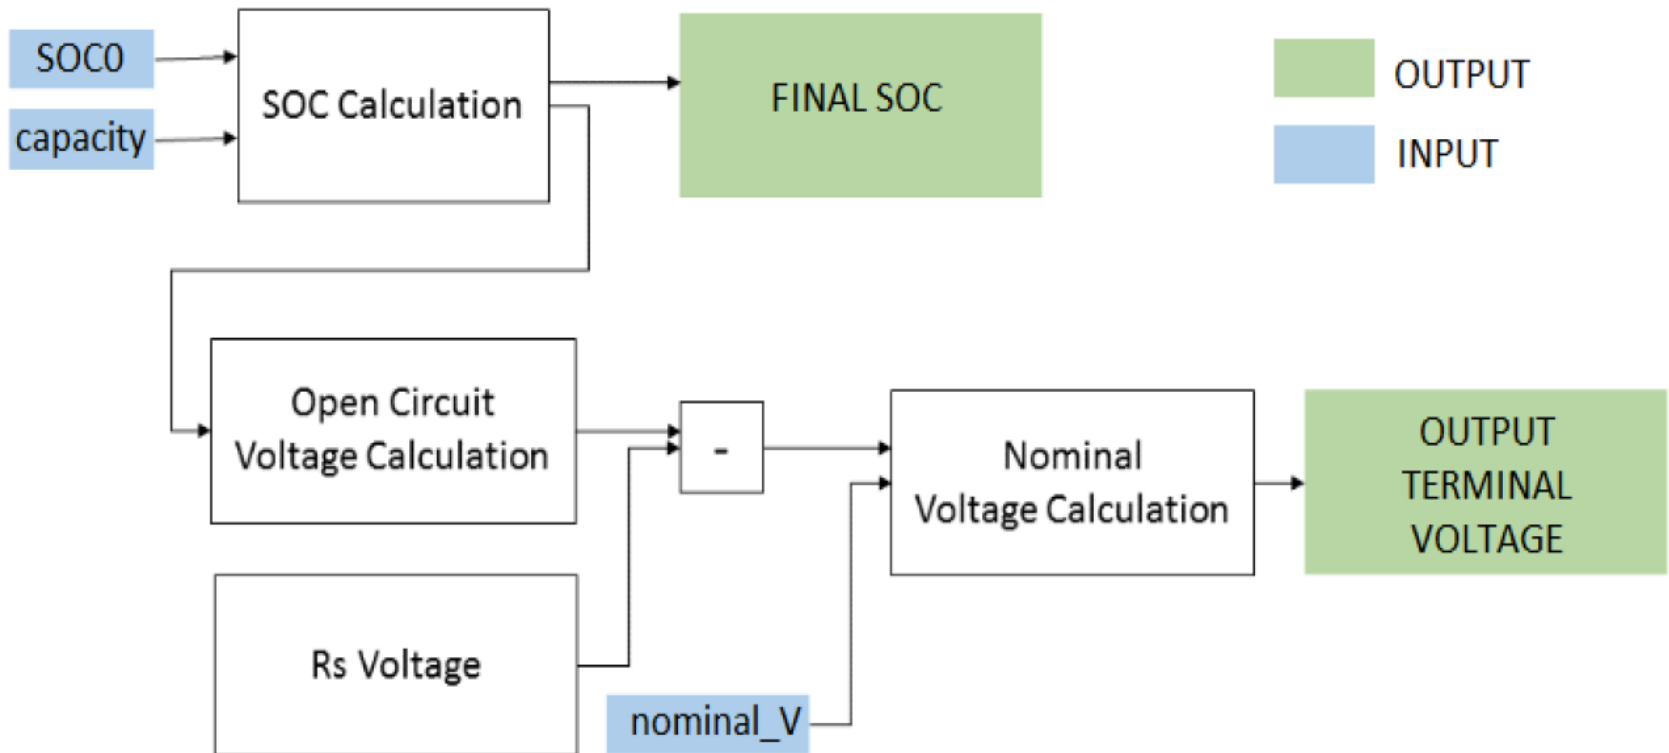 SOC0
capacity
SOC Calculation
FINAL SOC
OUTPUT
INPUT
Open Circuit
Voltage Calculation
-
Nominal
Voltage Calculation
OUTPUT
TERMINAL
VOLTAGE
Rs Voltage
nominal_V